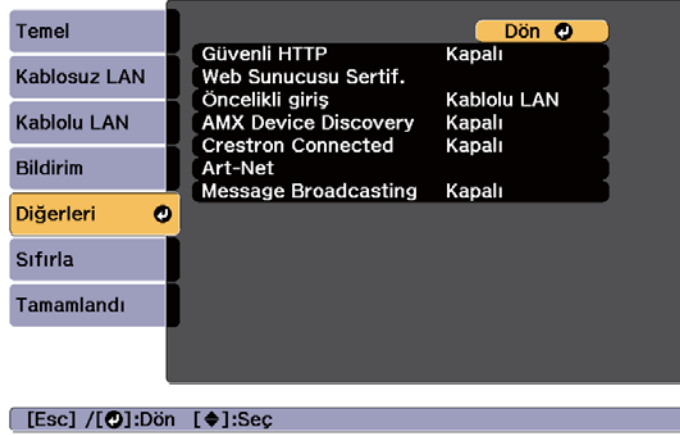 Temel
Kablosuz LAN
Kablolu LAN
Bildirim
Diğerleri
Sıfırla
Tamamlandı
Dön
Güvenli HTTP Kapalı
Web Sunucusu Sertif.
Öncelikli giriş Kablolu LAN
AMX Device Discovery Kapalı
Crestron Connected Kapalı
Art-Net
Message Broadcasting Kapalı
[Esc] /[⏎]:Dön [◆]:Seç